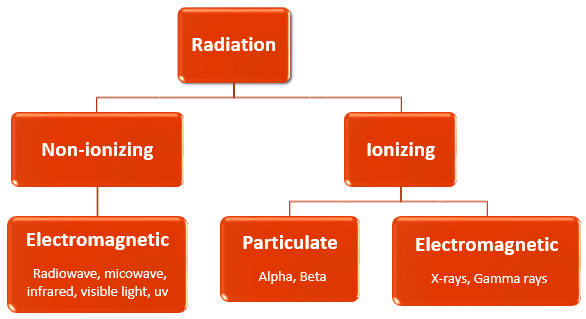 Radiation
Non-ionizing
Ionizing
Electromagnetic
Radiowave, micowave,
infrared, visible light, uv
Particulate
Alpha, Beta
Electromagnetic
X-rays, Gamma rays